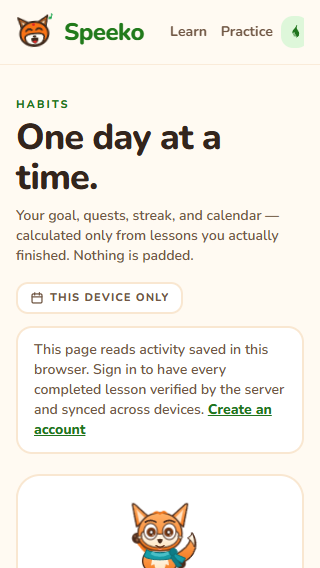 Speeko
Learn
Practice
HABITS
One day at a
time.
Your goal, quests, streak, and calendar —
calculated only from lessons you actually
finished. Nothing is padded.
THIS DEVICE ONLY
This page reads activity saved in this
browser. Sign in to have every
completed lesson verified by the server
and synced across devices. Create an
account